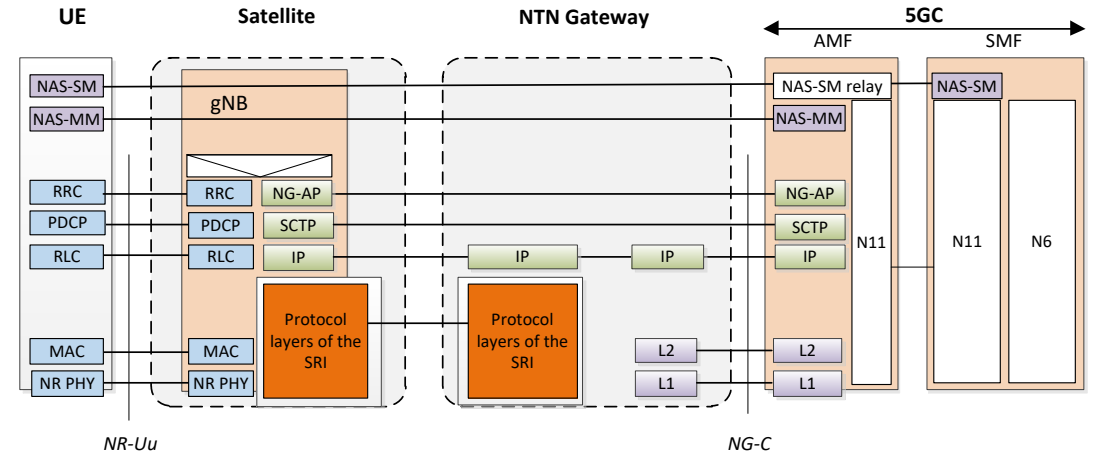 UE
Satellite
NTN Gateway
5GC
AMF
SMF
NAS-SM
NAS-SM relay
NAS-SM
gNB
NAS-MM
NAS-MM
RRC
RRC
NG-AP
NG-AP
PDCP
PDCP
SCTP
SCTP
N11
N11
N6
RLC
RLC
IP
IP
IP
IP
Protocol
layers of the
SRI
Protocol
layers of the
SRI
MAC
MAC
L2
L2
NR PHY
NR PHY
L1
L1
NR-Uu
NG-C